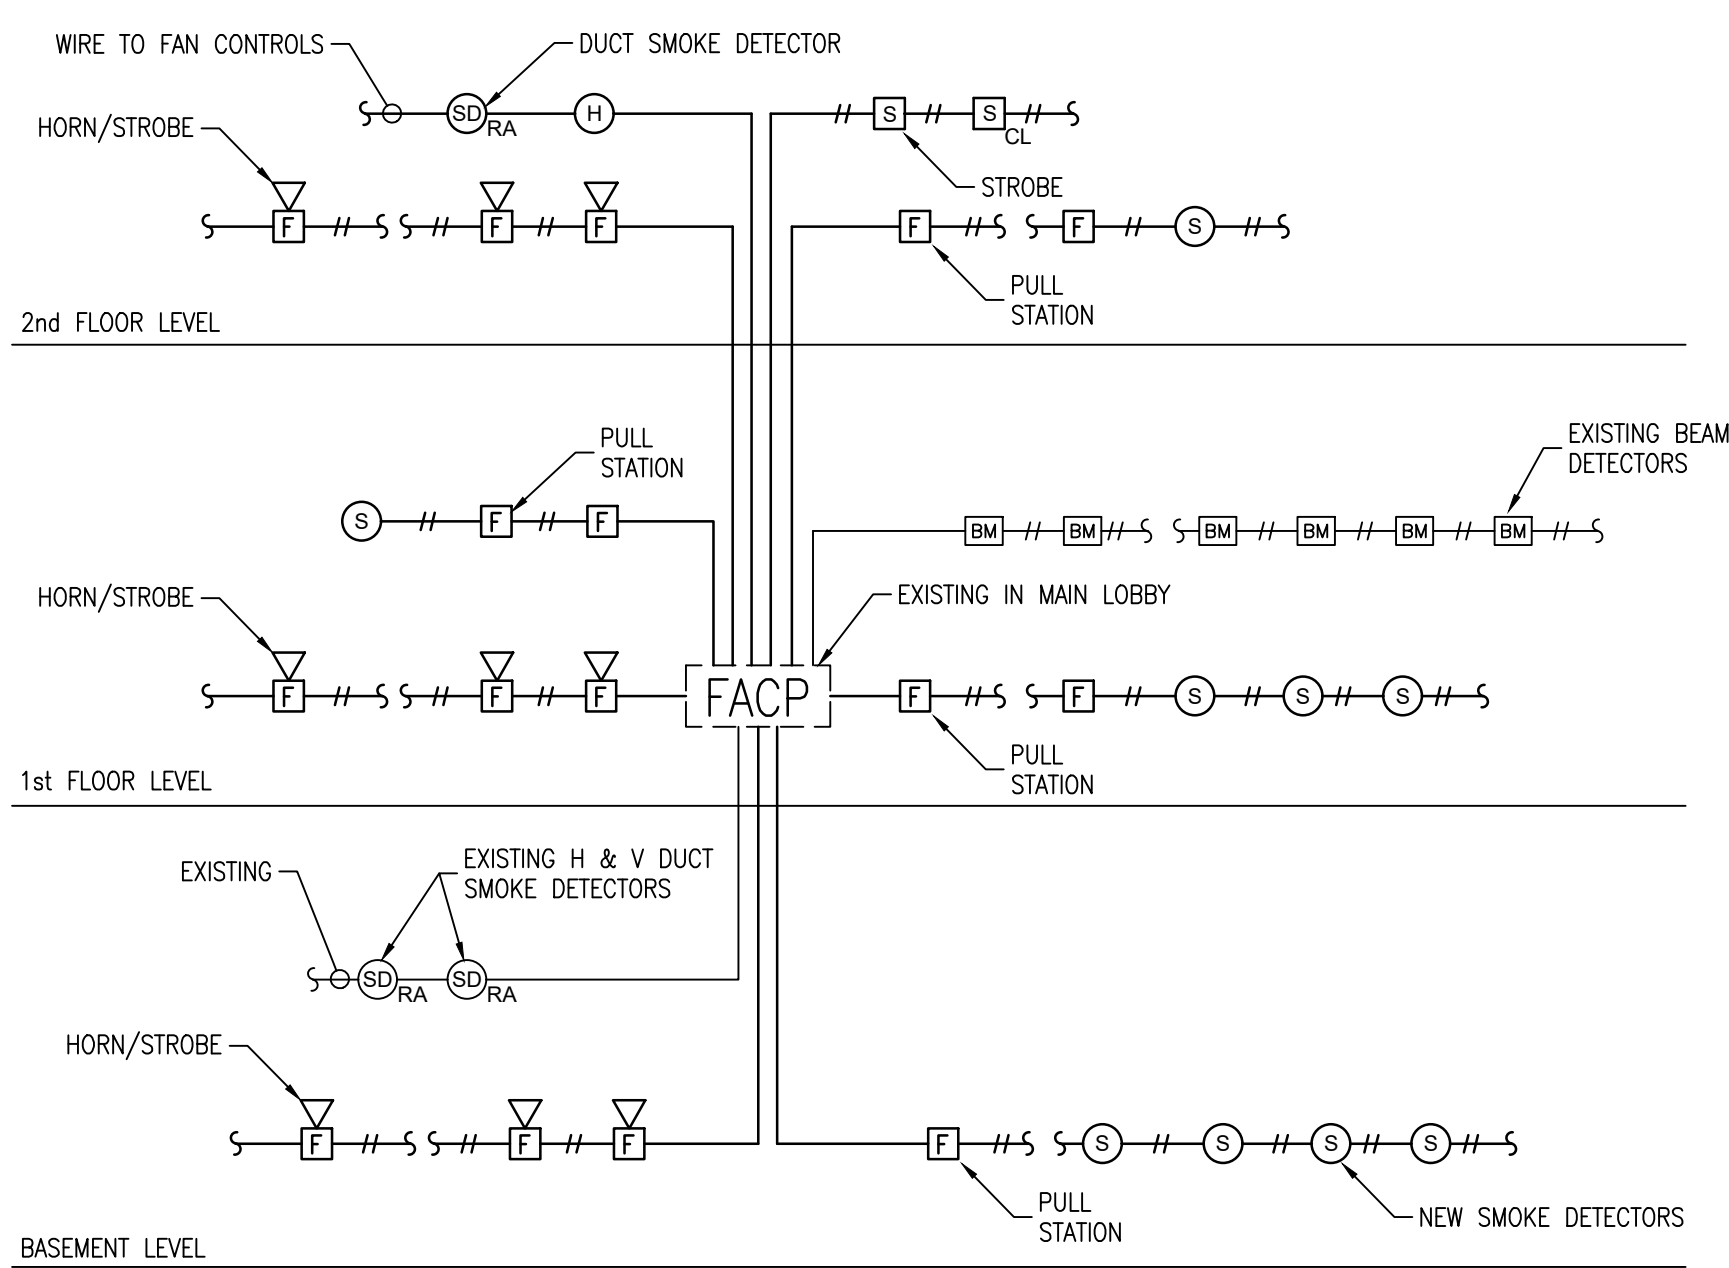 WIRE TO FAN CONTROLS
DUCT SMOKE DETECTOR
SD
RA
H
S
S
CL
HORN/STROBE
STROBE
F
F
F
F
F
S
PULL
STATION
2nd FLOOR LEVEL
PULL
STATION
EXISTING BEAM
DETECTORS
S
F
F
BM
BM
BM
BM
BM
BM
HORN/STROBE
EXISTING IN MAIN LOBBY
F
F
F
FACP
F
F
S
S
S
PULL
STATION
1st FLOOR LEVEL
EXISTING
EXISTING H & V DUCT
SMOKE DETECTORS
SD
RA
SD
RA
HORN/STROBE
F
F
F
F
S
S
S
S
PULL
STATION
NEW SMOKE DETECTORS
BASEMENT LEVEL